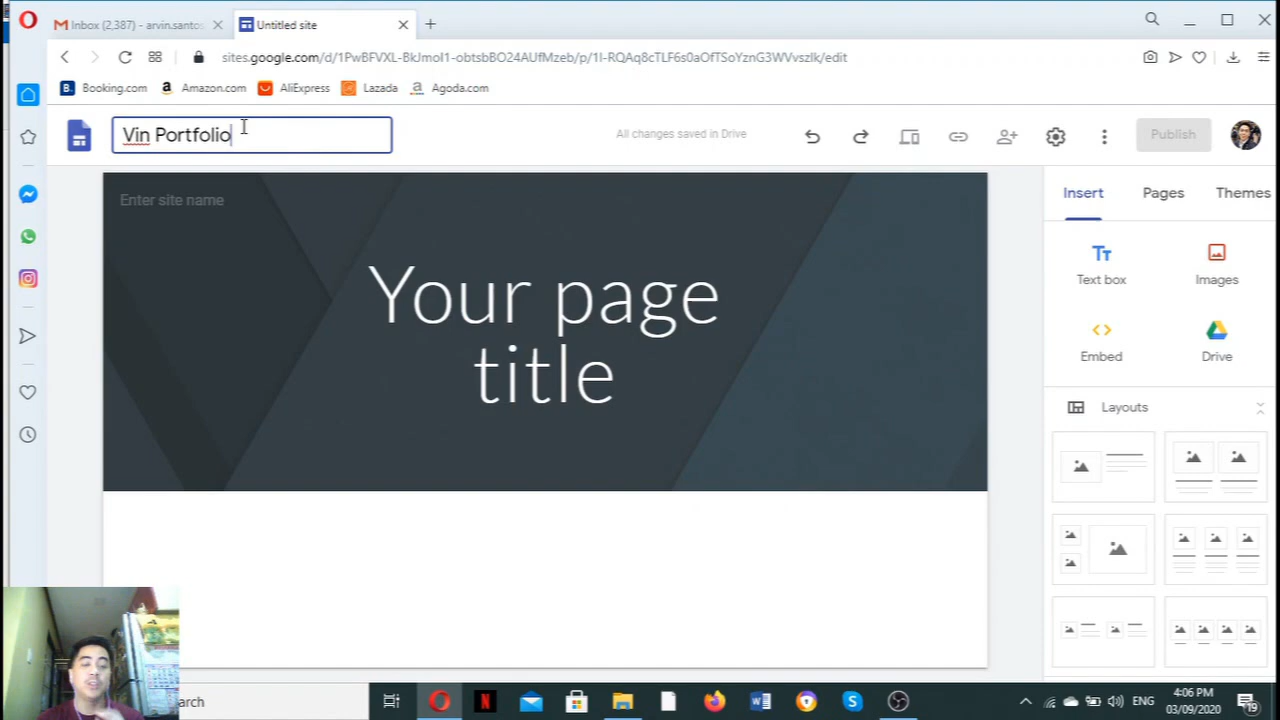 Inbox (2,387) - arvin.santos
Untitled site
sites.google.com/d/1PwBFVXL-BkJmoI1-obtsbBO24AUfMzeb/p/1I-RQAq8cTLF6s0aOfTSoYznG3WVvszlk/edit
Booking.com
Amazon.com
AliExpress
Lazada
Agoda.com
Vin Portfolio
All changes saved in Drive
Publish
Enter site name
Your page
title
Insert
Pages
Themes
Text box
Images
Embed
Drive
Layouts
arch
ENG
4:06 PM
03/09/2020
19